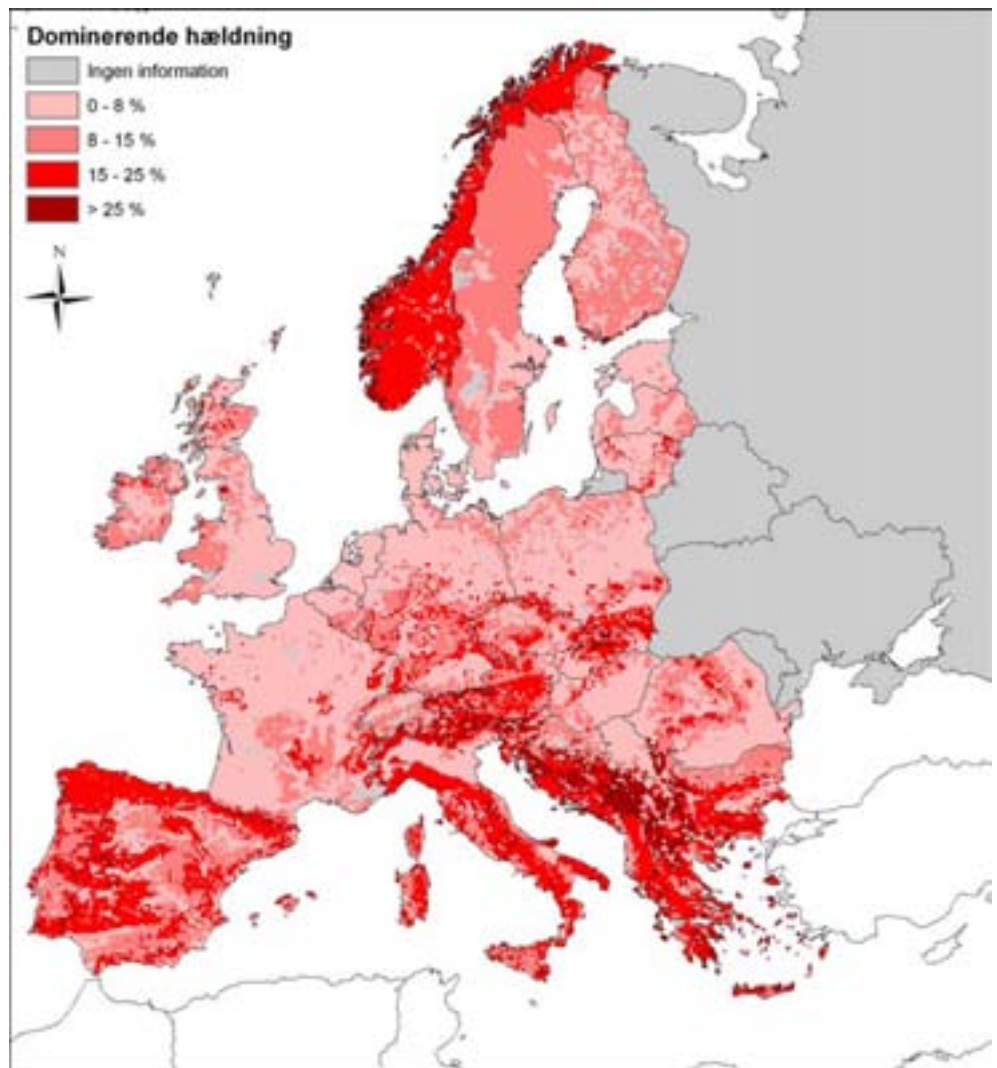 Dominerende hældning
Ingen information
0 - 8 %
8 - 15 %
15 - 25 %
> 25 %
N